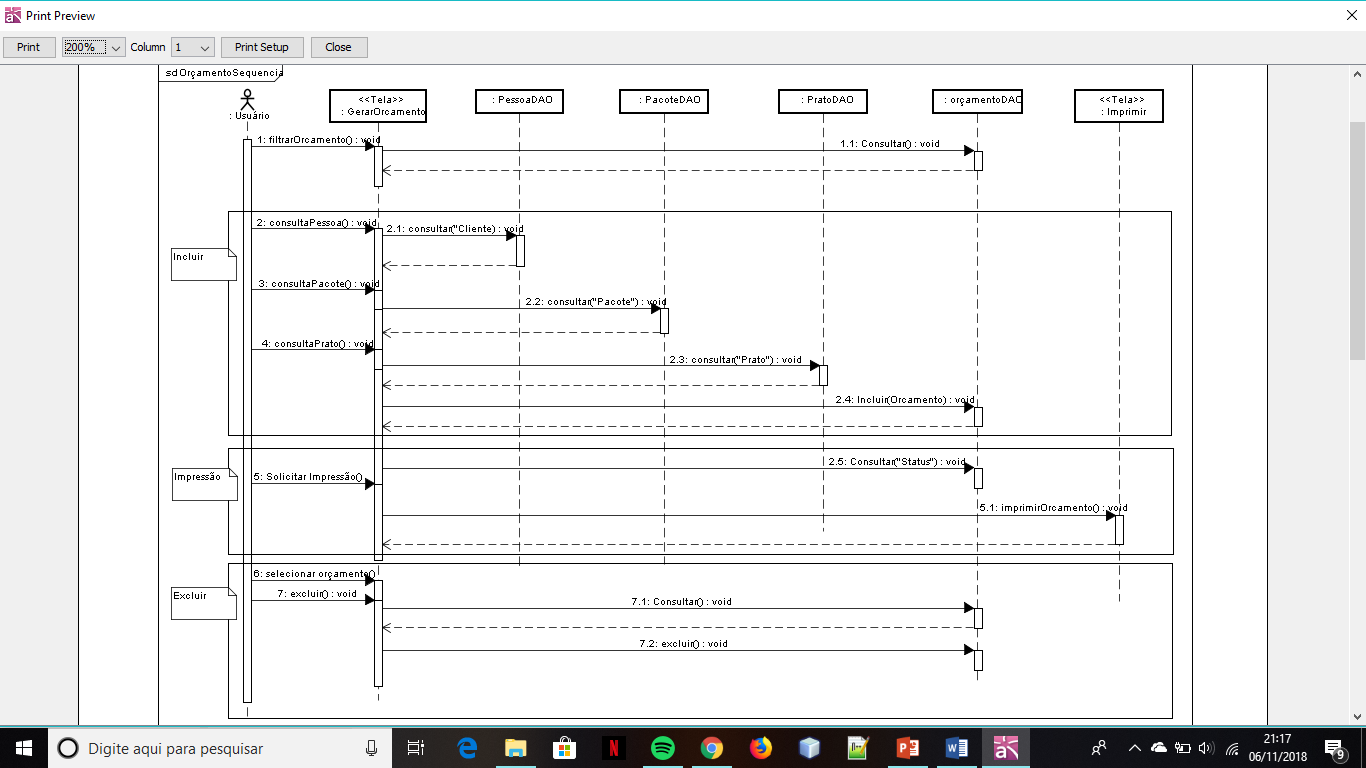 Print Preview
Print 200% Column 1 Print Setup Close
sd OrçamentoSequencia
: Usuário
<<Tela>>
: GerarOrcamento
: PessoaDAO
: PacoteDAO
: PratoDAO
: orçamentoDAO
<<Tela>>
: Imprimir
1: filtrarOrcamento() : void
1.1: Consultar() : void
2: consultaPessoa() : void
2.1: consultar("Cliente) : void
Incluir
3: consultaPacote() : void
2.2: consultar("Pacote") : void
4: consultaPrato() : void
2.3: consultar("Prato") : void
2.4: Incluir(Orcamento) : void
2.5: Consultar("Status") : void
Impressão
5: Solicitar Impressão()
5.1: imprimirOrcamento() : void
6: selecionar orçamento()
Excluir
7: excluir() : void
7.1: Consultar() : void
7.2: excluir() : void
Digite aqui para pesquisar
21:17
06/11/2018
9